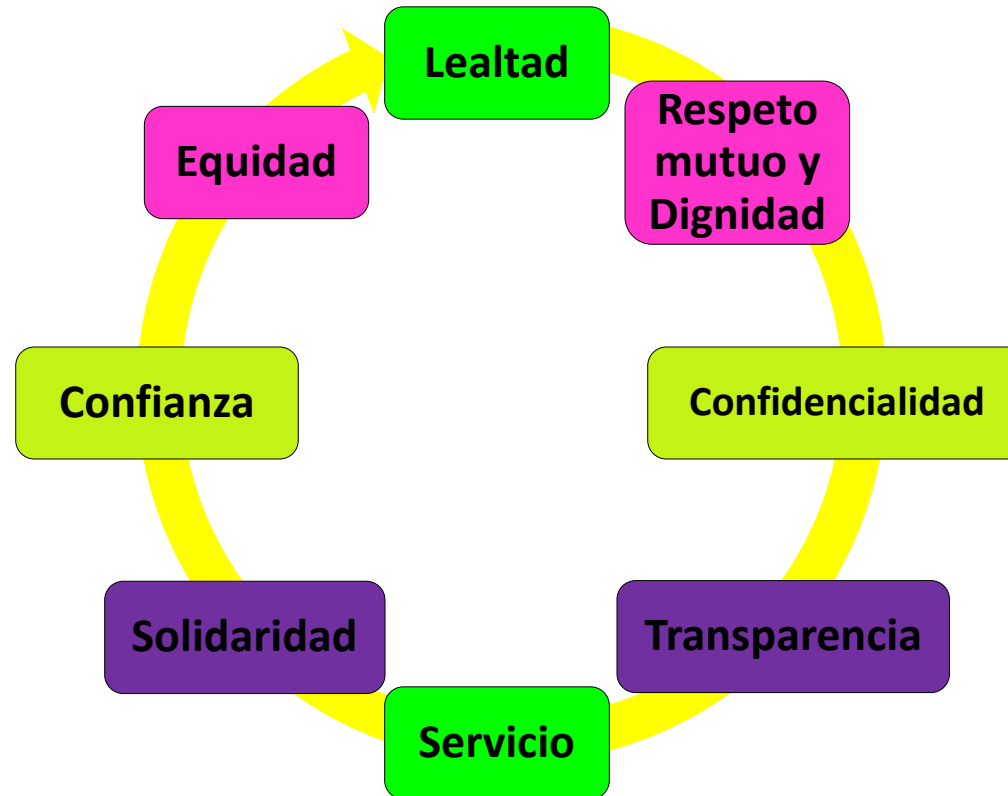 Lealtad
Respeto
mutuo y
Dignidad
Confidencialidad
Transparencia
Servicio
Solidaridad
Confianza
Equidad